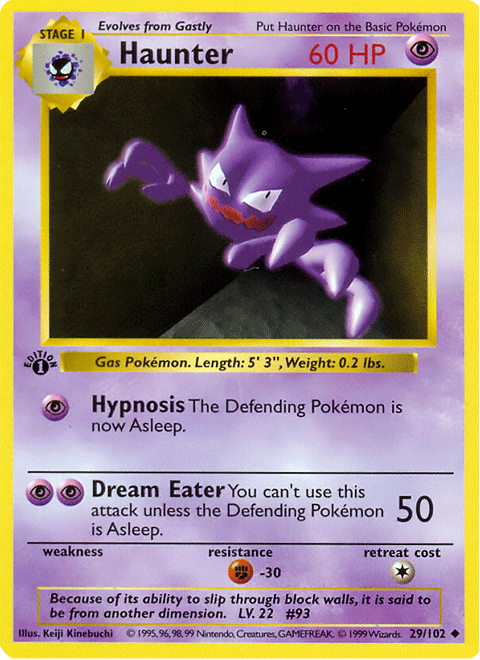 Evolves from Gastly
Put Haunter on the Basic Pokémon
STAGE 1
Haunter
60 HP
EDITION
1
Gas Pokémon. Length: 5' 3", Weight: 0.2 lbs.
Hypnosis The Defending Pokémon is
now Asleep.
Dream Eater You can't use this
attack unless the Defending Pokémon
is Asleep.
50
weakness
resistance
retreat cost
-30
Because of its ability to slip through block walls, it is said to
be from another dimension. LV. 22 #93
Illus. Keiji Kinebuchi © 1995, 96, 98, 99 Nintendo, Creatures, GAMEFREAK. © 1999 Wizards. 29/102